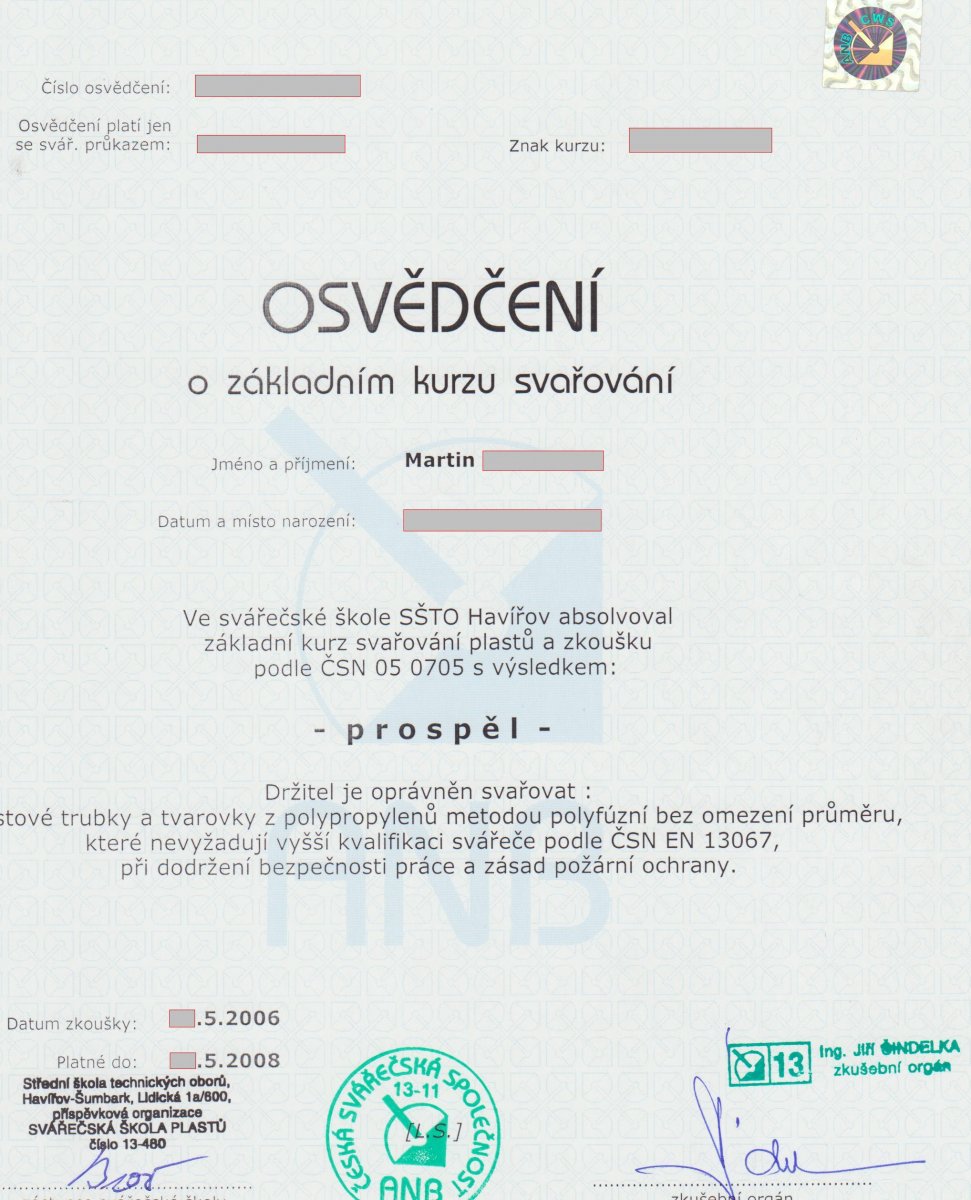 ANB CWS
Číslo osvědčení:
Osvědčení platí jen
se svář. průkazem:
Znak kurzu:
OSVĚDČENÍ
o základním kurzu svařování
Jméno a příjmení: Martin
Datum a místo narození:
Ve svářečské škole SŠTO Havířov absolvoval
základní kurz svařování plastů a zkoušku
podle ČSN 05 0705 s výsledkem:
- prospěl -
Držitel je oprávněn svařovat :
stové trubky a tvarovky z polypropylenů metodou polyfúzní bez omezení průměru,
které nevyžadují vyšší kvalifikaci svářeče podle ČSN EN 13067,
při dodržení bezpečnosti práce a zásad požární ochrany.
ANB
Datum zkoušky: .5.2006
Platné do: .5.2008
Střední škola technických oborů,
Havířov-Šumbark, Lidická 1a/600,
příspěvková organizace
SVÁŘEČSKÁ ŠKOLA PLASTŮ
číslo 13-480
ČESKÁ SVÁŘEČSKÁ SPOLEČNOST
13-11
[L.S.]
ANB
13
Ing. Jiří ŠINDELKA
zkušební orgán
zástupce svářečské školy
zkušební orgán